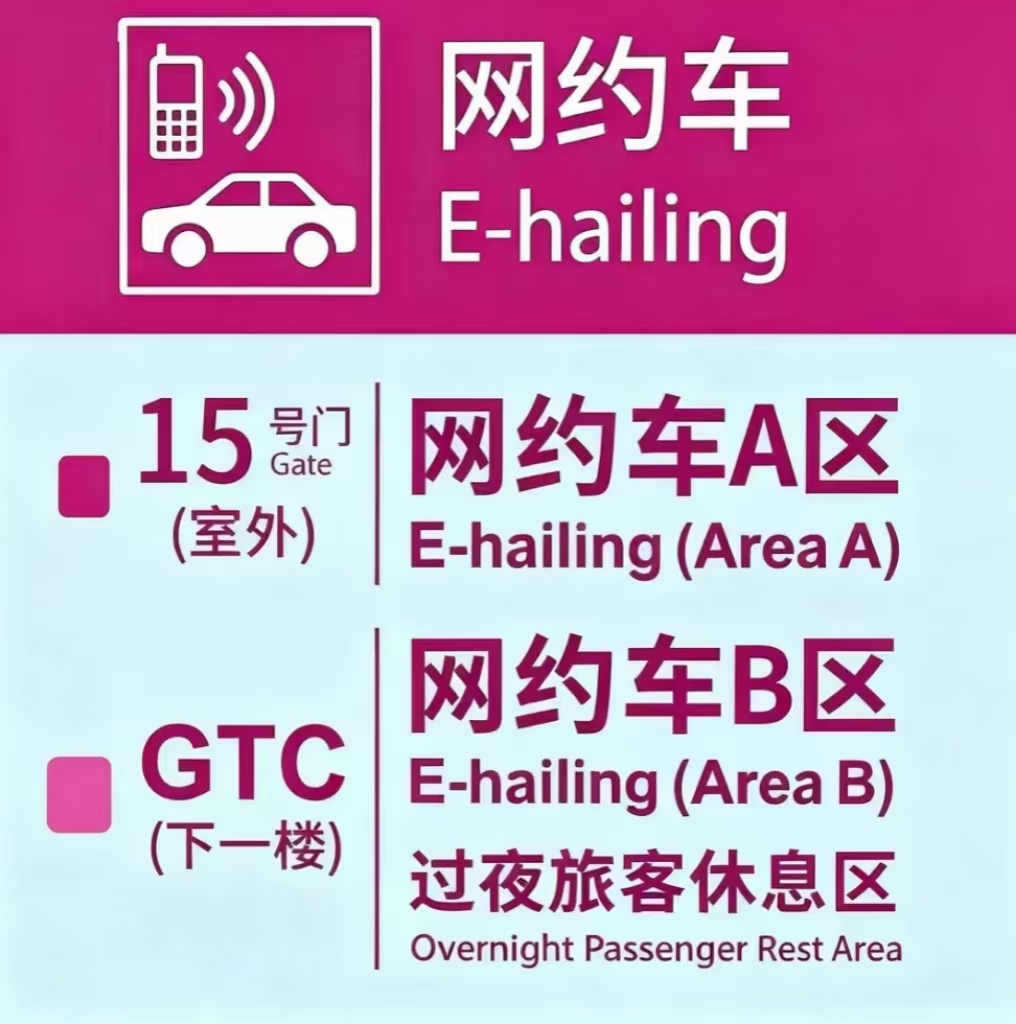 网约车
E-hailing
15 号门
Gate
(室外)
网约车A区
E-hailing (Area A)
GTC
(下一楼)
网约车B区
E-hailing (Area B)
过夜旅客休息区
Overnight Passenger Rest Area